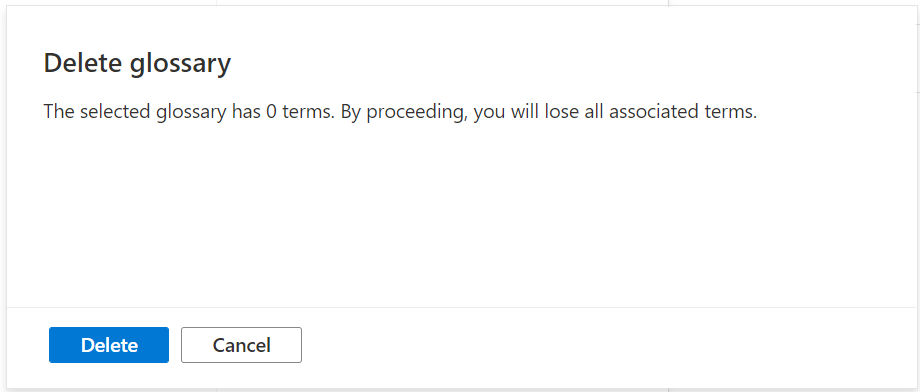 Delete glossary
The selected glossary has 0 terms. By proceeding, you will lose all associated terms.
Delete
Cancel